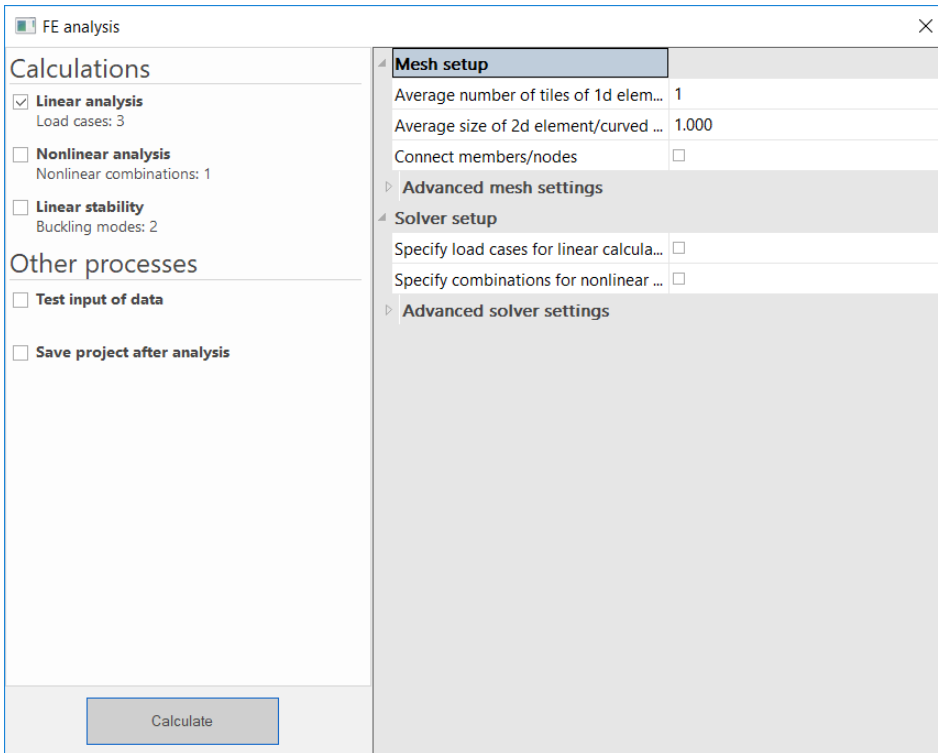 FE analysis
Calculations
Linear analysis
Load cases: 3
Nonlinear analysis
Nonlinear combinations: 1
Linear stability
Buckling modes: 2
Other processes
Test input of data
Save project after analysis
Calculate
Mesh setup
Average number of tiles of 1d elem... 1
Average size of 2d element/curved ... 1.000
Connect members/nodes
Advanced mesh settings
Solver setup
Specify load cases for linear calcula...
Specify combinations for nonlinear ...
Advanced solver settings